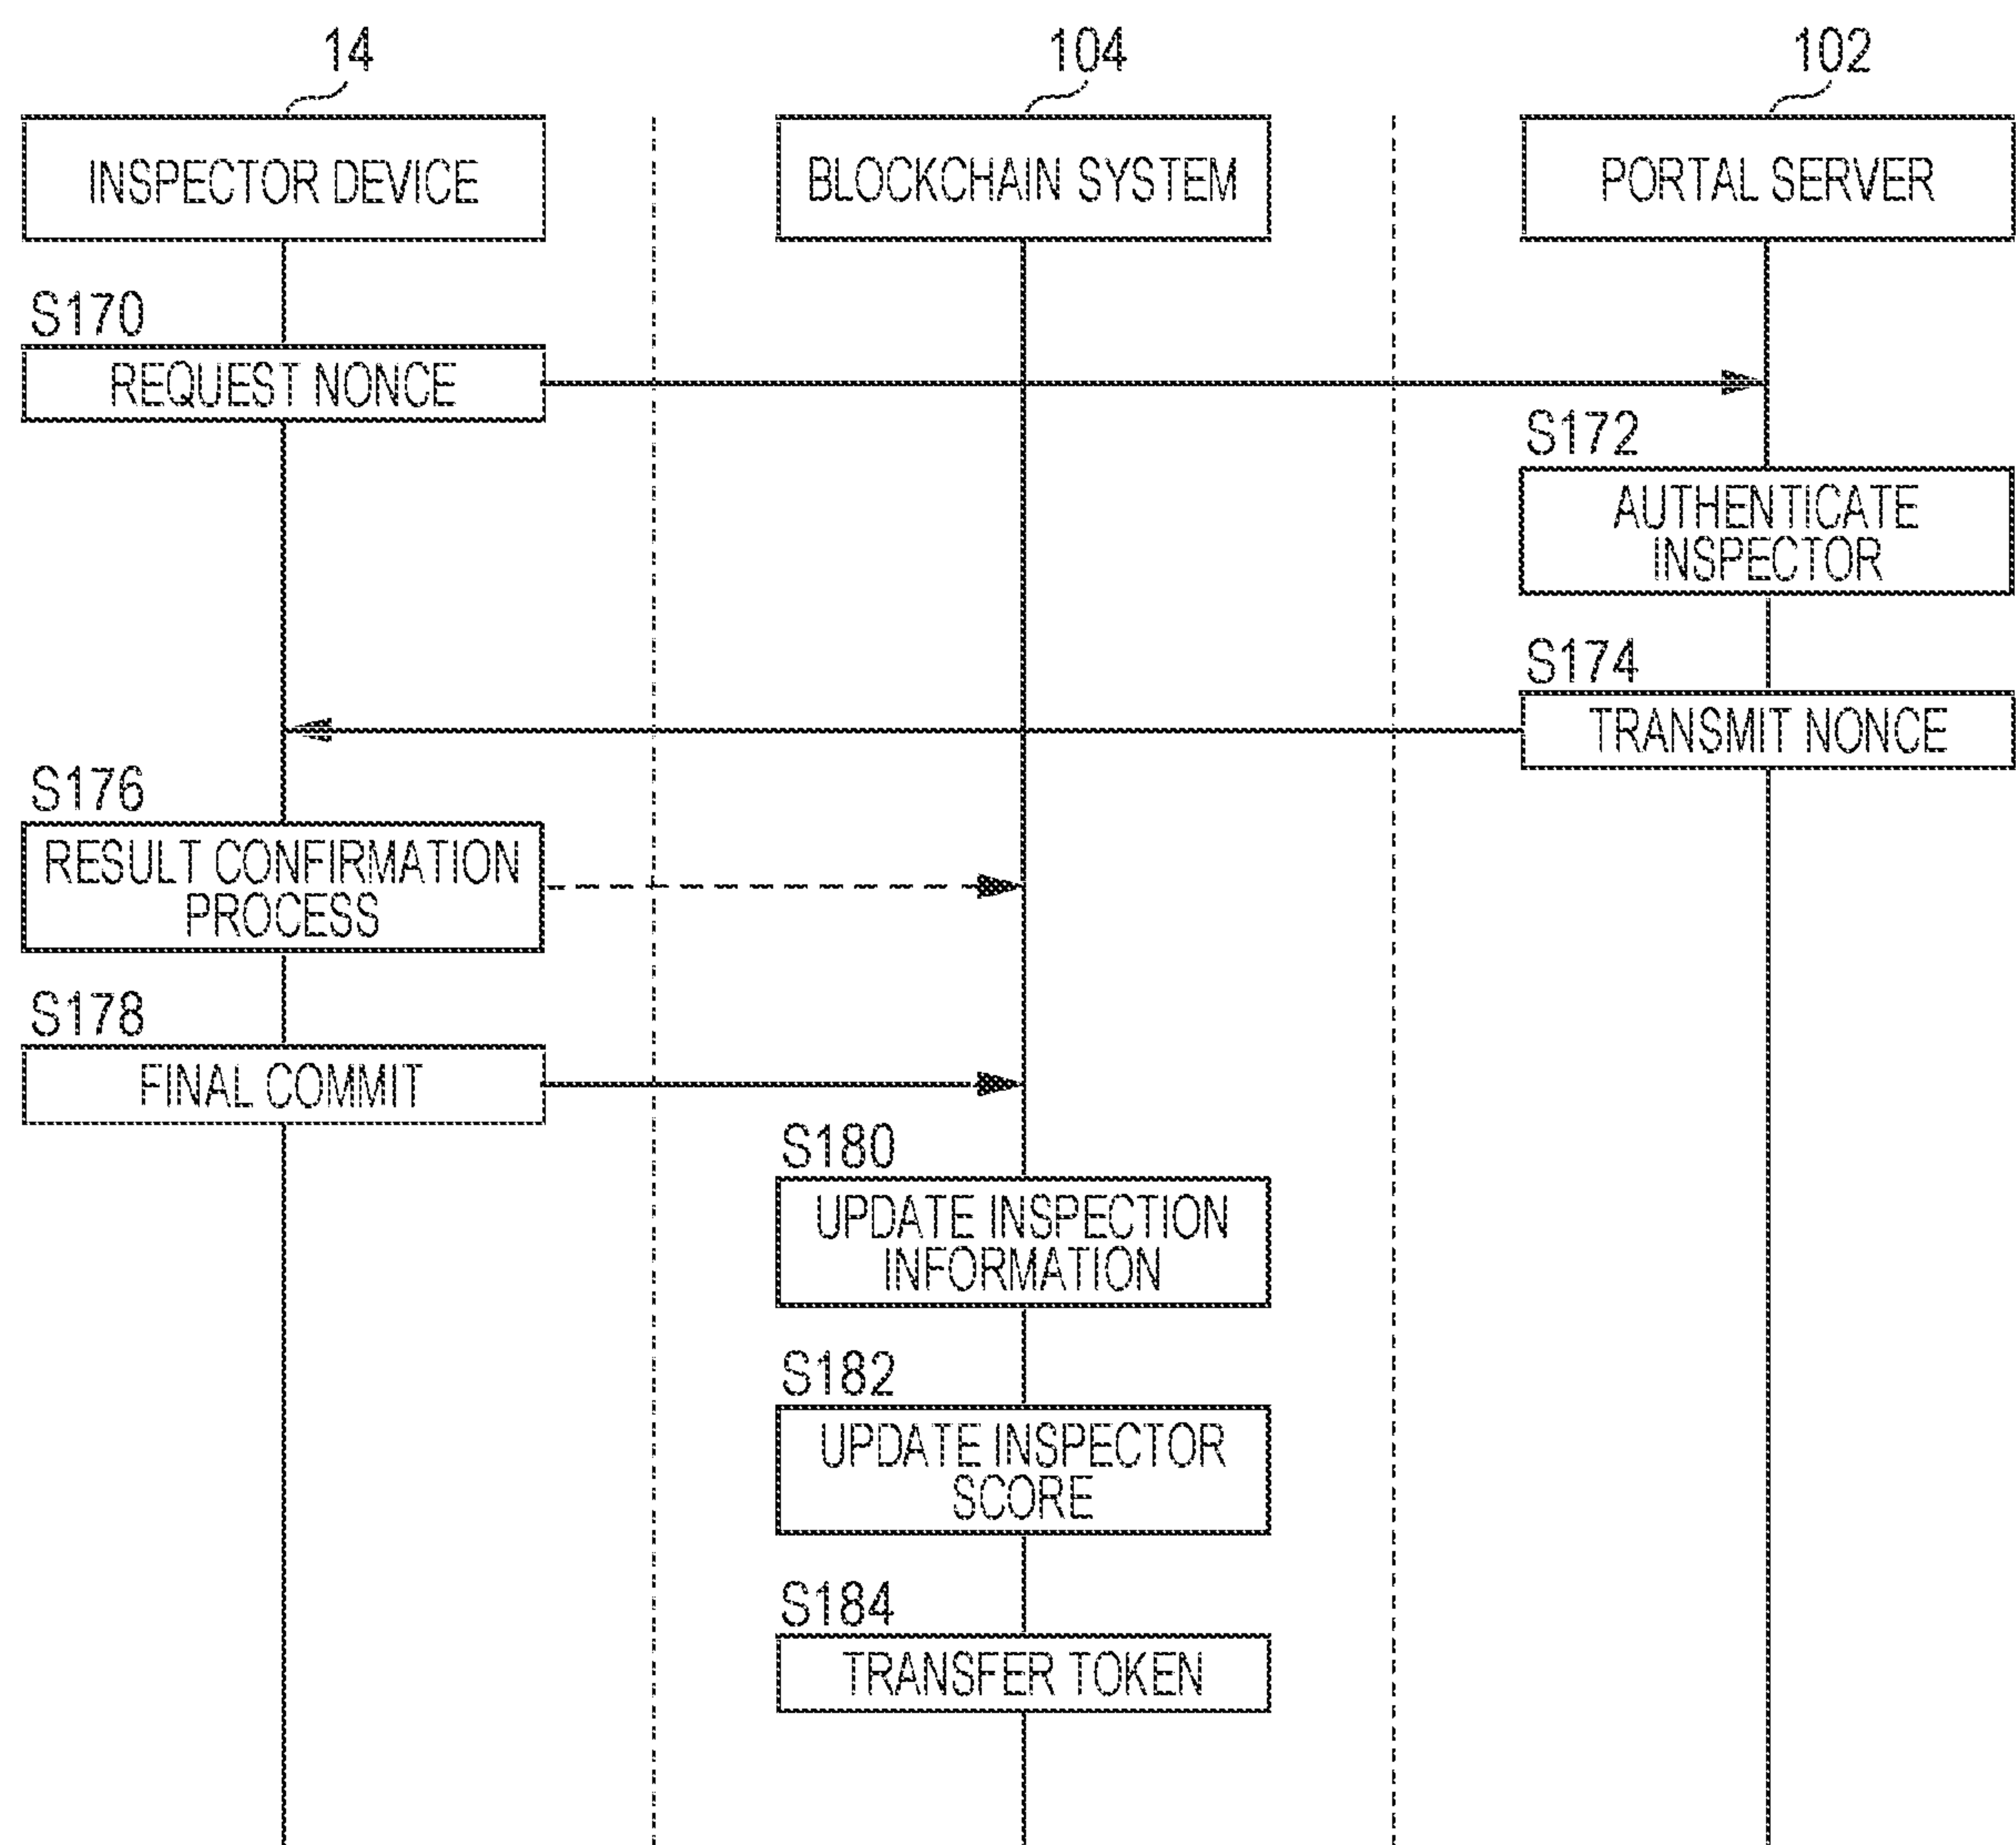 14
104
102
INSPECTOR DEVICE
BLOCKCHAIN SYSTEM
PORTAL SERVER
S170
REQUEST NONCE
S172
AUTHENTICATE
INSPECTOR
S174
TRANSMIT NONCE
S176
RESULT CONFIRMATION
PROCESS
S178
FINAL COMMIT
S180
UPDATE INSPECTION
INFORMATION
S182
UPDATE INSPECTOR
SCORE
S184
TRANSFER TOKEN